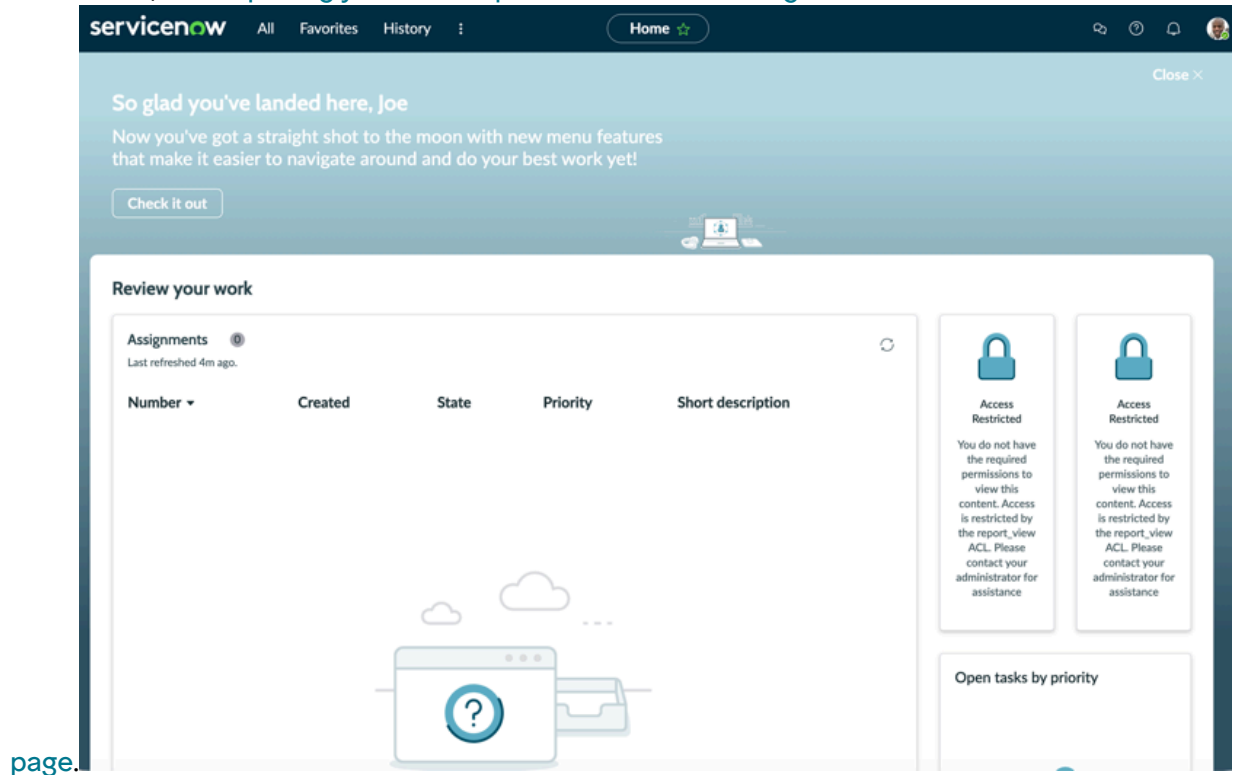 servicenow All Favorites History Home
Close ×
So glad you've landed here, Joe
Now you've got a straight shot to the moon with new menu features
that make it easier to navigate around and do your best work yet!
Check it out
Review your work
Assignments 0
Last refreshed 4m ago.
Number Created State Priority Short description
Access
Restricted
You do not have
the required
permissions to
view this
content. Access
is restricted by
the report_view
ACL. Please
contact your
administrator for
assistance
Access
Restricted
You do not have
the required
permissions to
view this
content. Access
is restricted by
the report_view
ACL. Please
contact your
administrator for
assistance
Open tasks by priority
page.